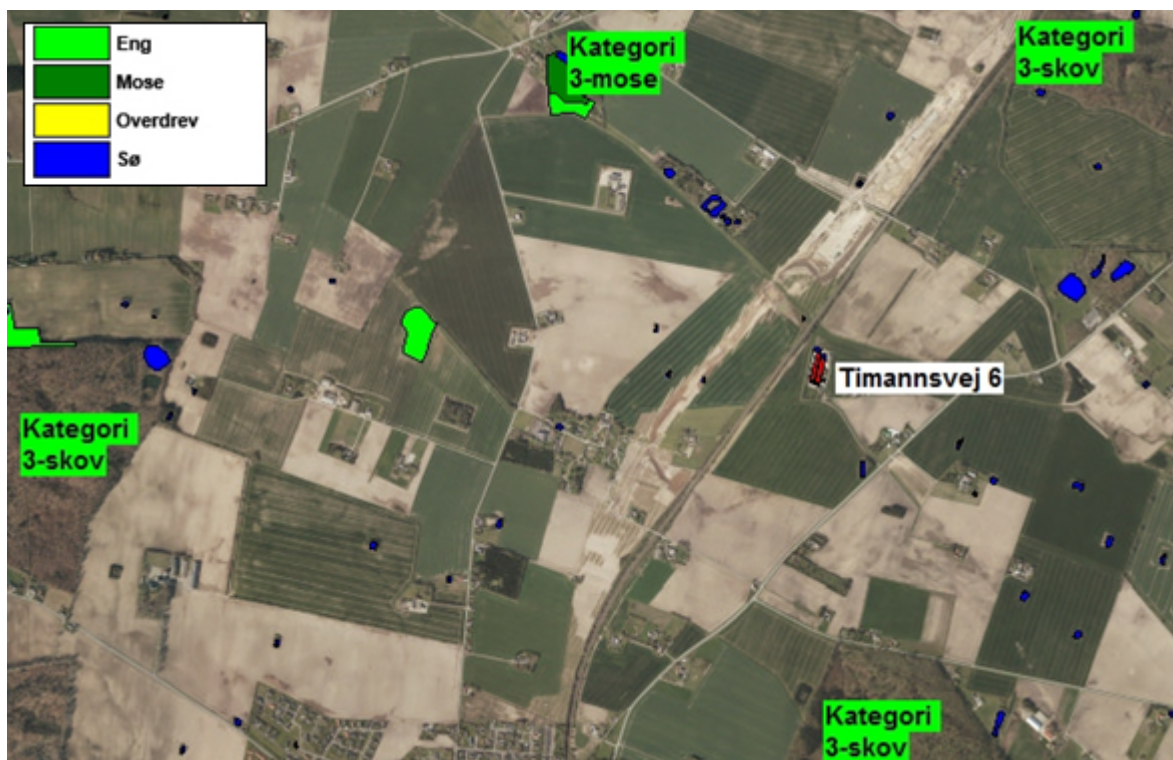 Eng
Mose
Overdrev
Sø
Kategori
3-mose
Kategori
3-skov
Timannsvej 6
Kategori
3-skov
Kategori
3-skov